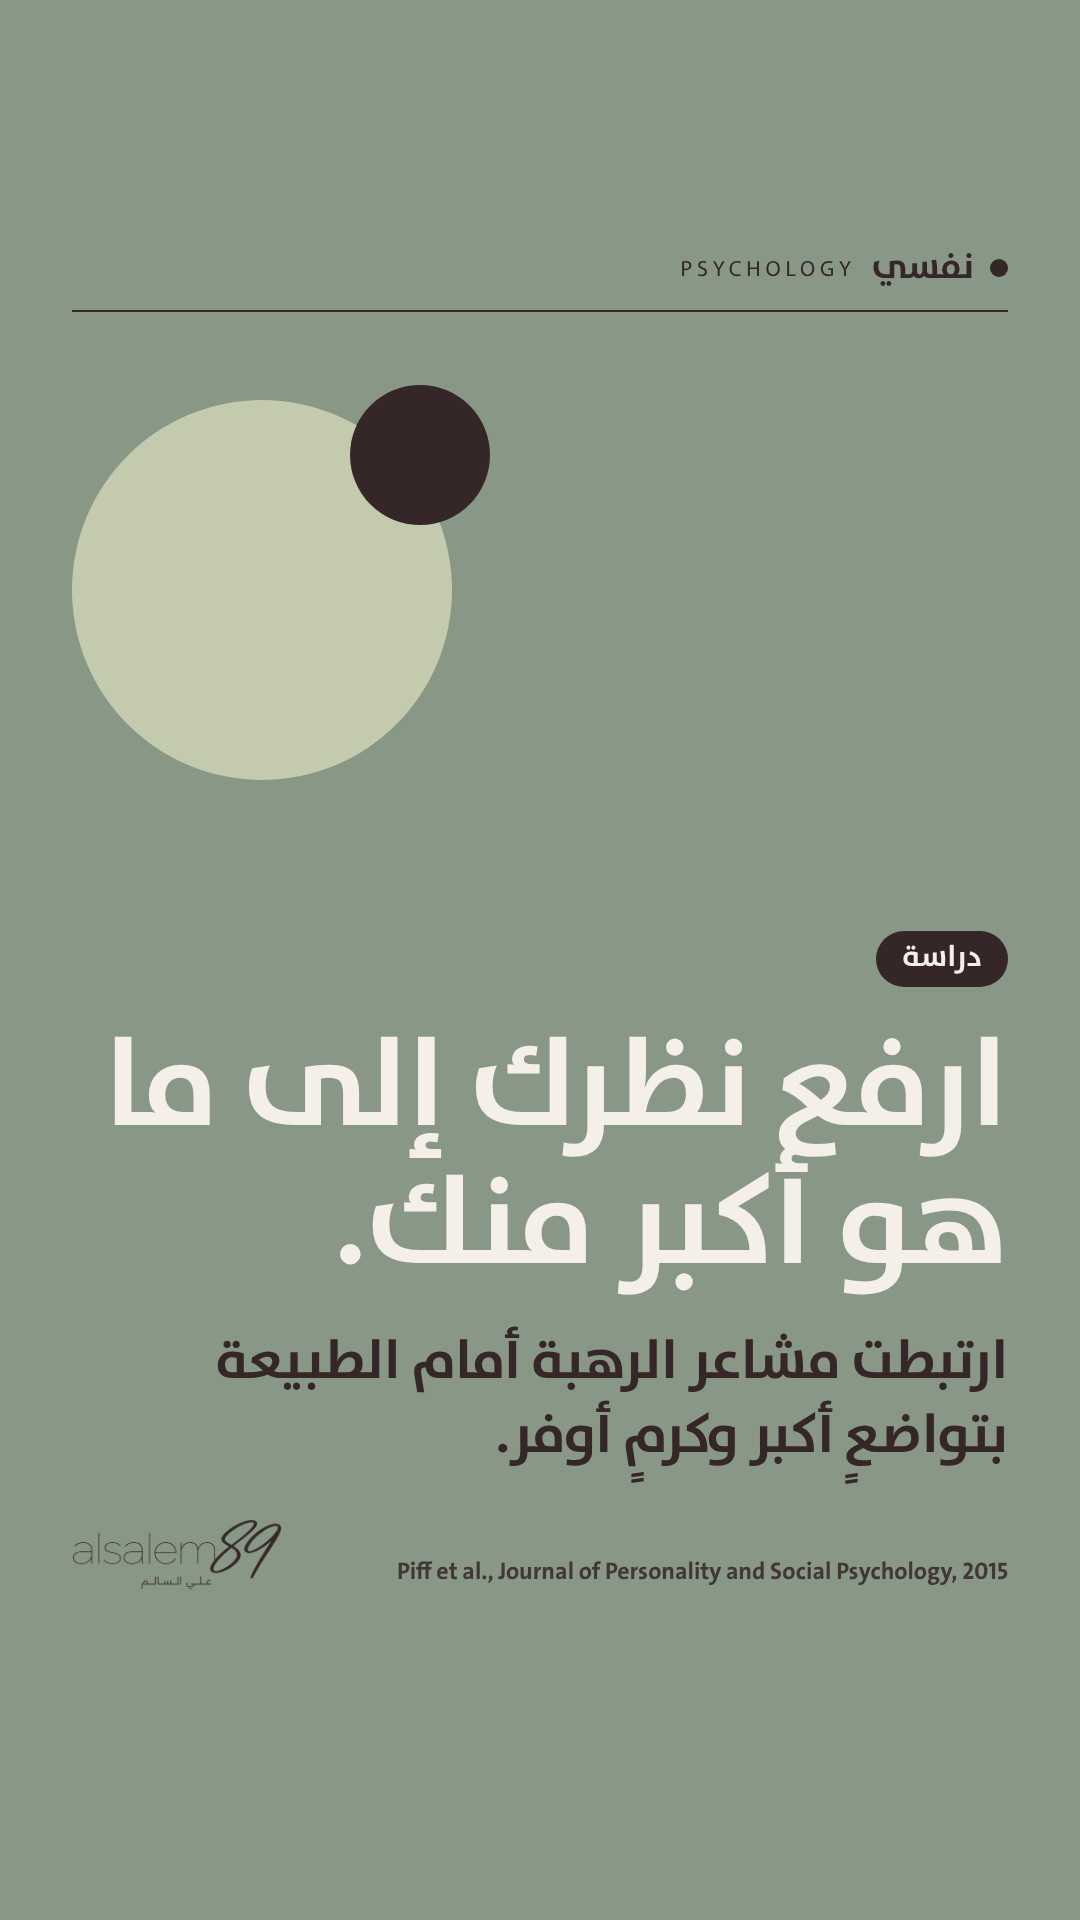 نفسي PSYCHOLOGY
دراسة
ارفع نظرك إلى ما
هو أكبر منك.
ارتبطت مشاعر الرهبة أمام الطبيعة
بتواضعٍ أكبر وكرمٍ أوفر.
Piff et al., Journal of Personality and Social Psychology, 2015
alsalem89
علي السالم